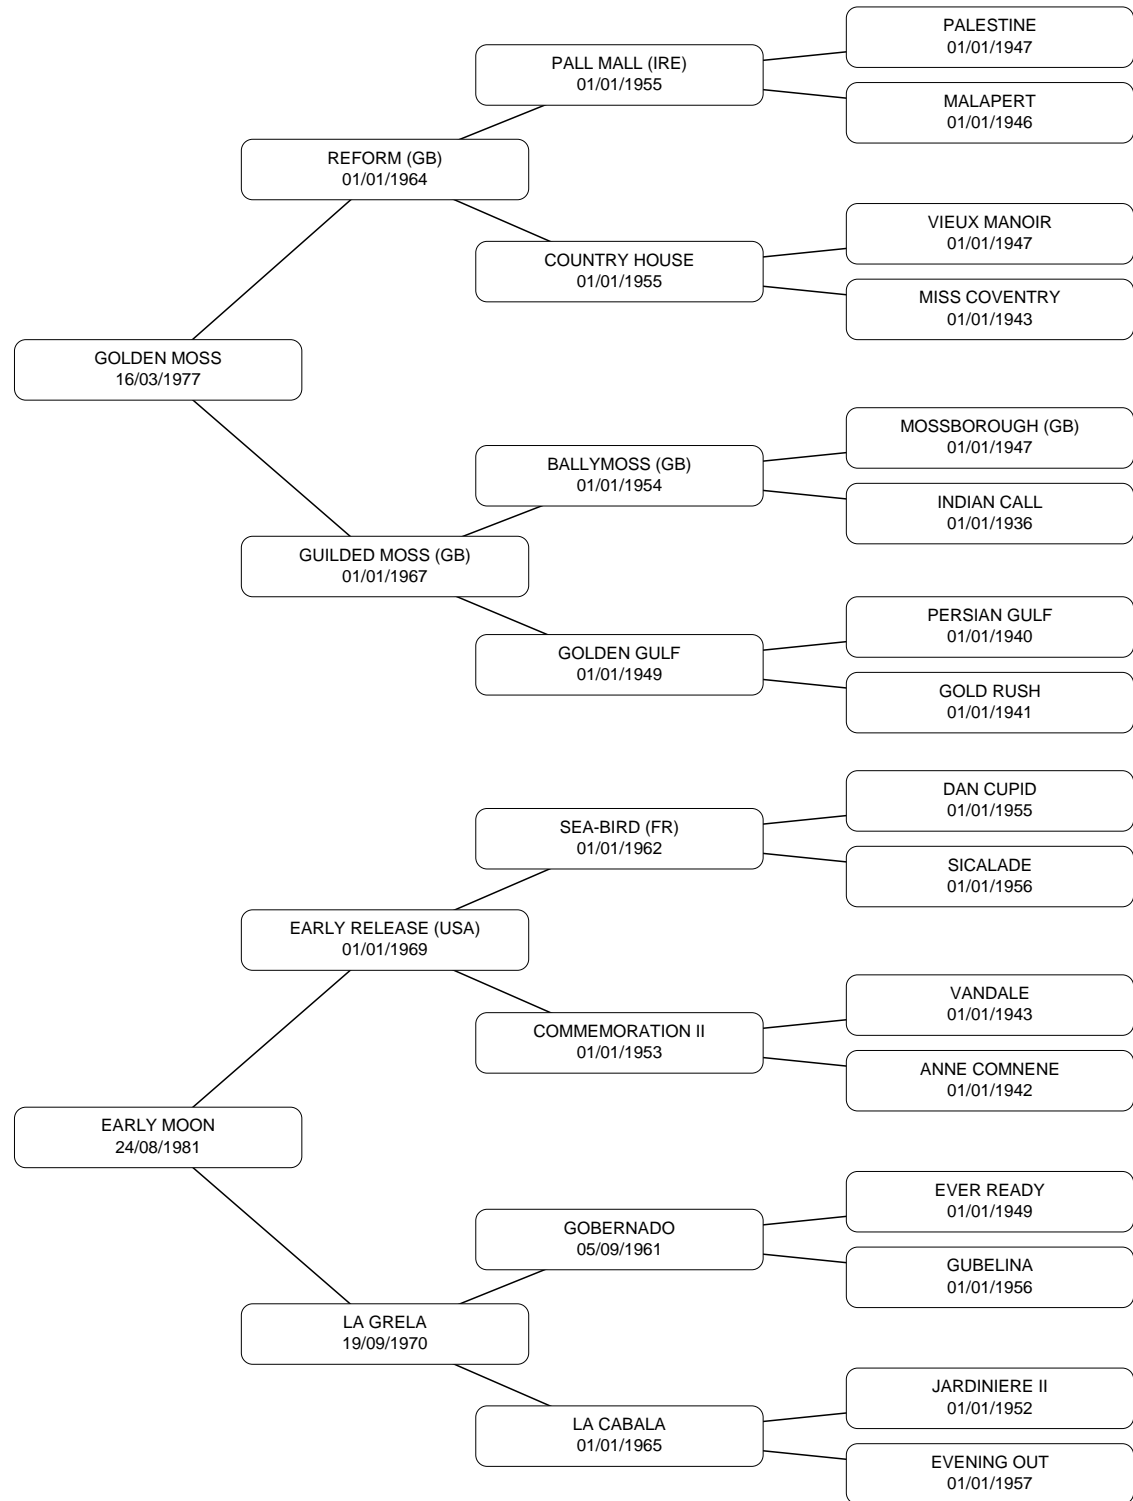 PALESTINE
01/01/1947
PALL MALL (IRE)
01/01/1955
MALAPERT
01/01/1946
REFORM (GB)
01/01/1964
VIEUX MANOIR
01/01/1947
COUNTRY HOUSE
01/01/1955
MISS COVENTRY
01/01/1943
GOLDEN MOSS
16/03/1977
MOSSBOROUGH (GB)
01/01/1947
BALLYMOSS (GB)
01/01/1954
INDIAN CALL
01/01/1936
GUILDED MOSS (GB)
01/01/1967
PERSIAN GULF
01/01/1940
GOLDEN GULF
01/01/1949
GOLD RUSH
01/01/1941
DAN CUPID
01/01/1955
SEA-BIRD (FR)
01/01/1962
SICALADE
01/01/1956
EARLY RELEASE (USA)
01/01/1969
VANDALE
01/01/1943
COMMEMORATION II
01/01/1953
ANNE COMNENE
01/01/1942
EARLY MOON
24/08/1981
EVER READY
01/01/1949
GOBERNADO
05/09/1961
GUBELINA
01/01/1956
LA GRELA
19/09/1970
JARDINIERE II
01/01/1952
LA CABALA
01/01/1965
EVENING OUT
01/01/1957